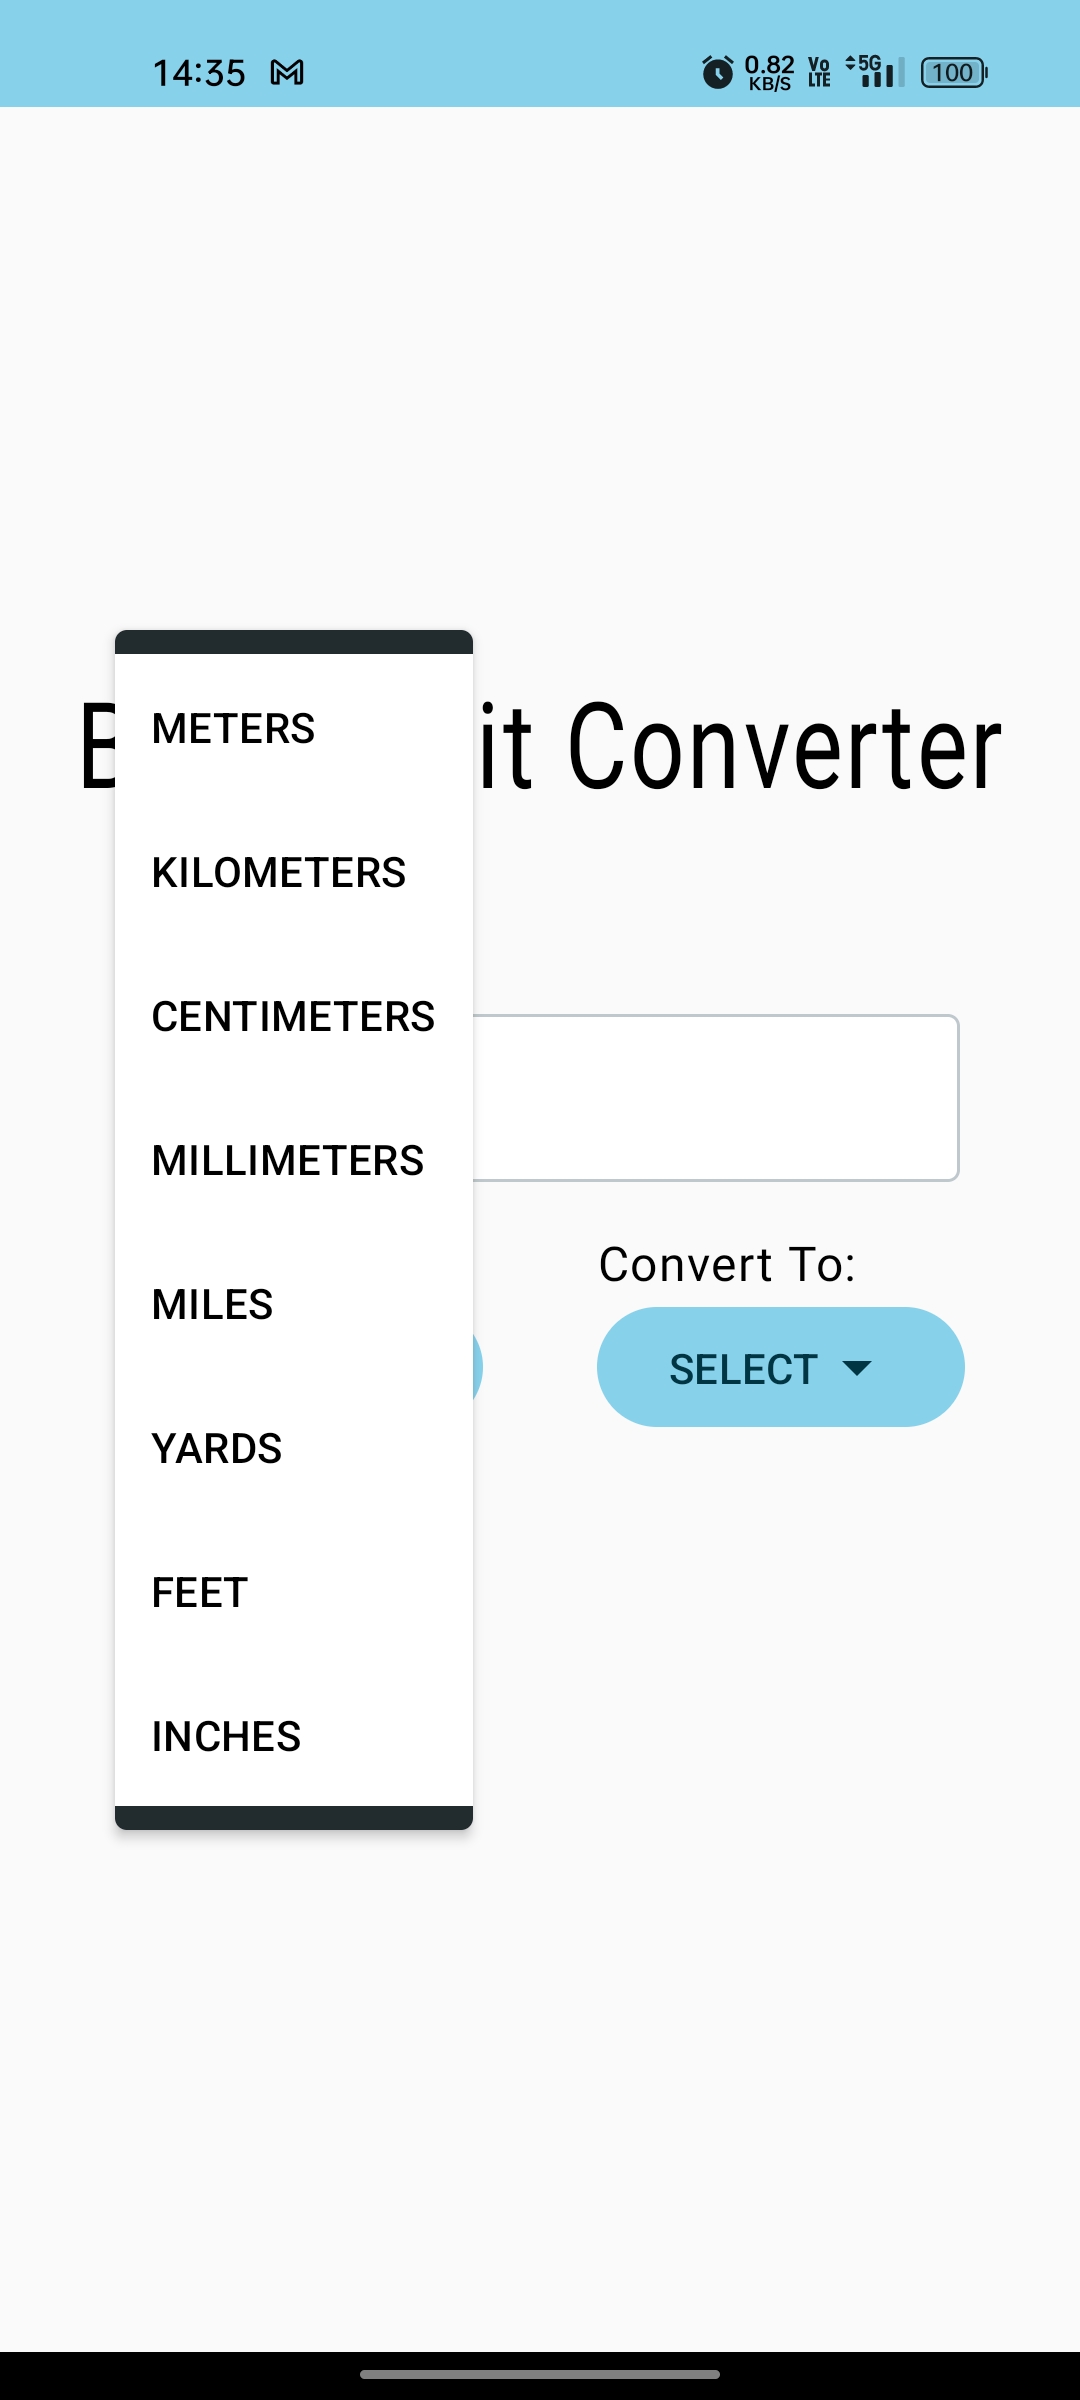 14:35 0.82 KB/S Vo LTE 5G 100
METERS
it Converter
KILOMETERS
CENTIMETERS
MILLIMETERS
Convert To:
MILES
SELECT
YARDS
FEET
INCHES